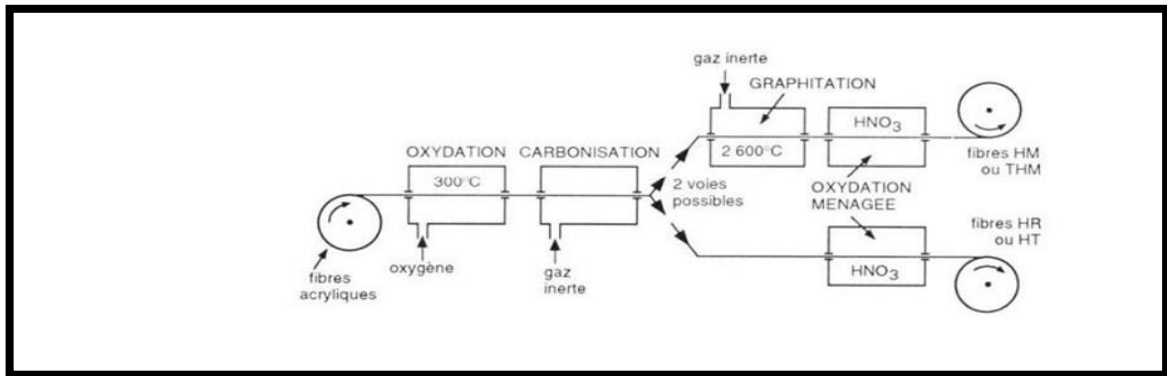 gaz inerte
GRAPHITATION
HNO3
2 600°C
fibres HM
ou THM
OXYDATION
CARBONISATION
300°C
2 voies
possibles
OXYDATION
MENAGEE
fibres HR
ou HT
HNO3
fibres
acryliques
oxygène
gaz
inerte